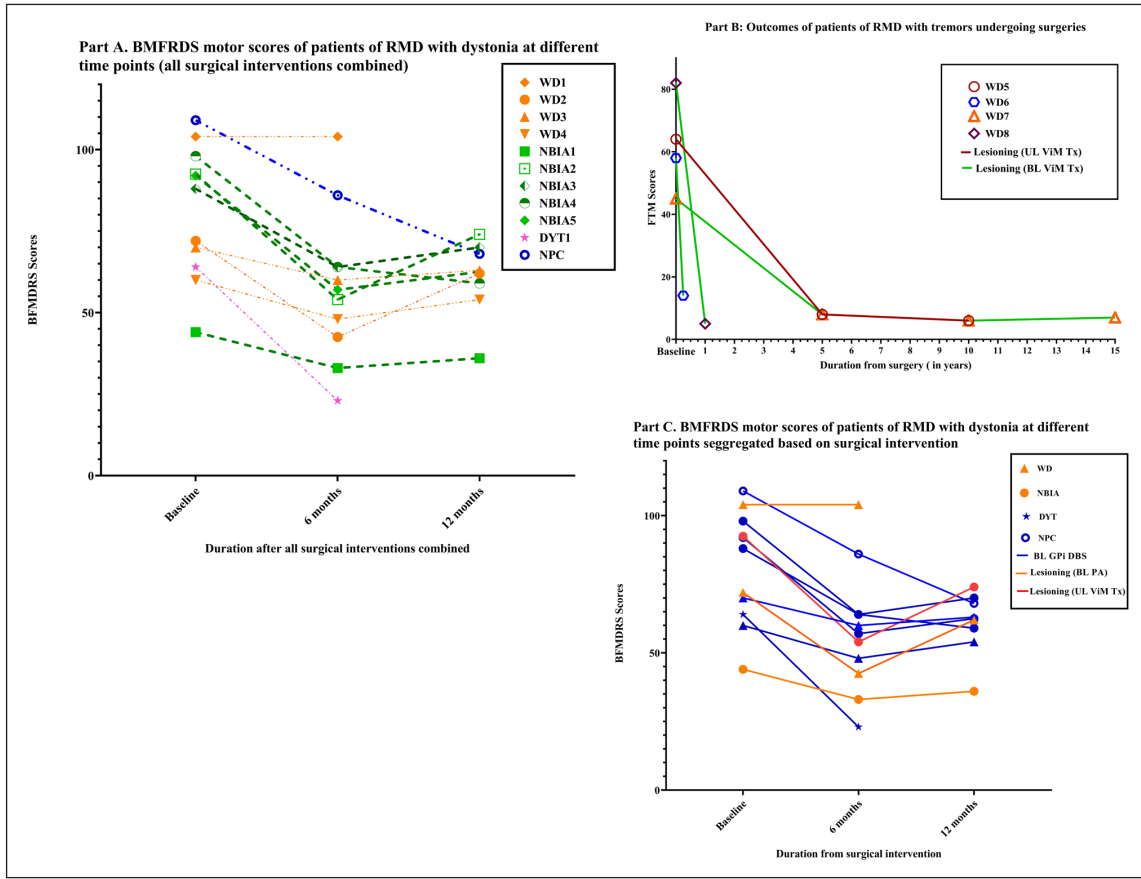 Part A. BMFRDS motor scores of patients of RMD with dystonia at different
time points (all surgical interventions combined)
WD1
WD2
WD3
WD4
NBIA1
NBIA2
NBIA3
NBIA4
NBIA5
DYT1
NPC
BFMDRS Scores
100
50
0
Baseline
6 months
12 months
Duration after all surgical interventions combined
Part B: Outcomes of patients of RMD with tremors undergoing surgeries
WD5
WD6
WD7
WD8
Lesioning (UL ViM Tx)
Lesioning (BL ViM Tx)
FTM Scores
80
60
40
20
0
Baseline 1 2 3 4 5 6 7 8 9 10 11 12 13 14 15
Duration from surgery ( in years)
Part C. BMFRDS motor scores of patients of RMD with dystonia at different
time points seggregated based on surgical intervention
WD
NBIA
DYT
NPC
BL GPi DBS
Lesioning (BL PA)
Lesioning (UL ViM Tx)
BFMDRS Scores
100
50
0
Baseline
6 months
12 months
Duration from surgical intervention